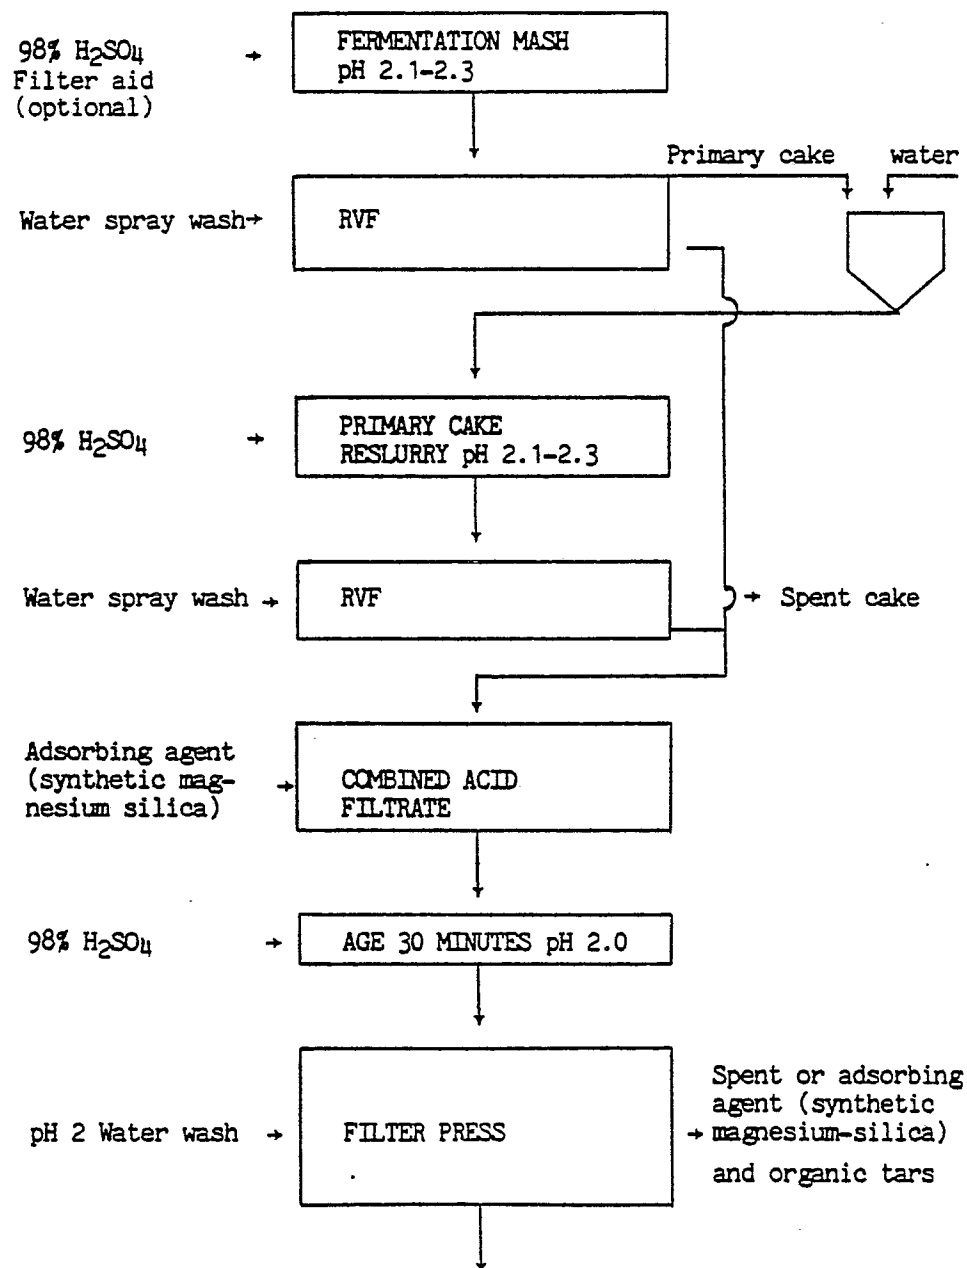 98% H2SO4
Filter aid
(optional)
FERMENTATION MASH
pH 2.1-2.3
Primary cake
water
Water spray wash
RVF
98% H2SO4
PRIMARY CAKE
RESLURRY pH 2.1-2.3
Water spray wash
RVF
Spent cake
Adsorbing agent
(synthetic mag-
nesium silica)
COMBINED ACID
FILTRATE
98% H2SO4
AGE 30 MINUTES pH 2.0
pH 2 Water wash
FILTER PRESS
Spent or adsorbing
agent (synthetic
magnesium-silica)
and organic tars